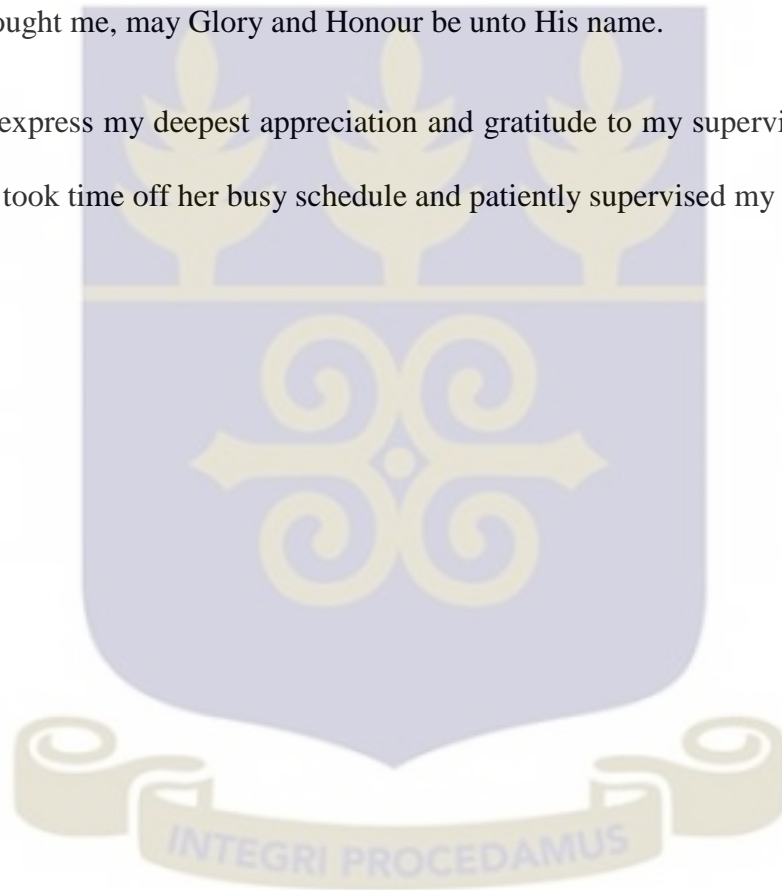 ought me, may Glory and Honour be unto His name.
express my deepest appreciation and gratitude to my supervi
took time off her busy schedule and patiently supervised my
INTEGRI PROCEDAMUS